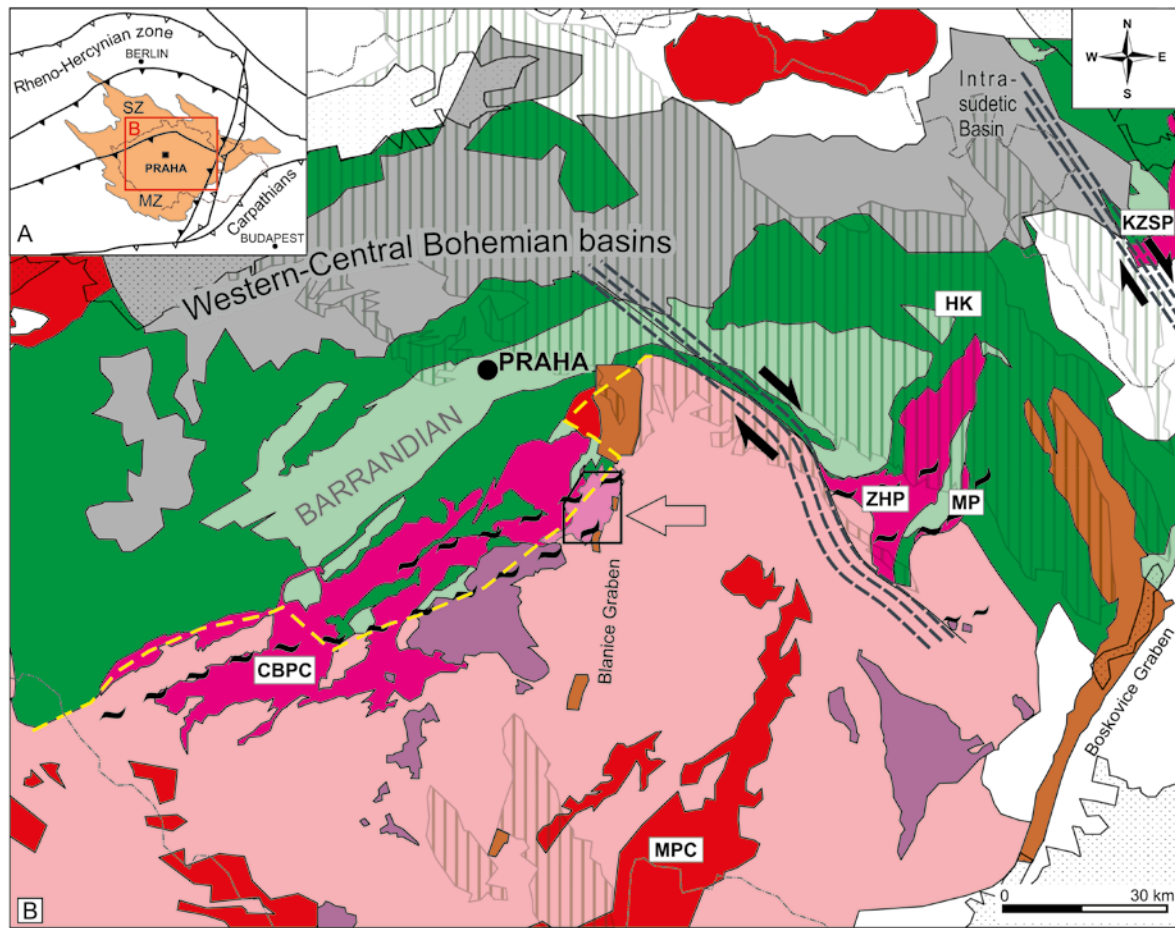 A
Rheno-Hercynian zone
BERLIN
SZ
B
PRAHA
MZ
Carpathians
BUDAPEST
N
W E
S
Intra-
sudetic
Basin
KZSP
Western-Central Bohemian basins
HK
PRAHA
BARRANDIAN
ZHP
MP
Blanice Graben
CBPC
Boskovice Graben
MPC
B
0 30 km